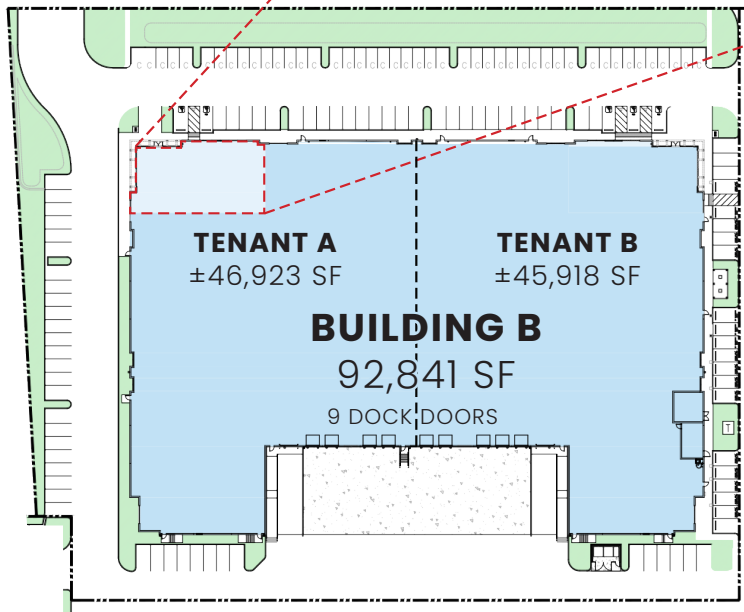 TENANT A
±46,923 SF
TENANT B
±45,918 SF
BUILDING B
92,841 SF
9 DOCK DOORS